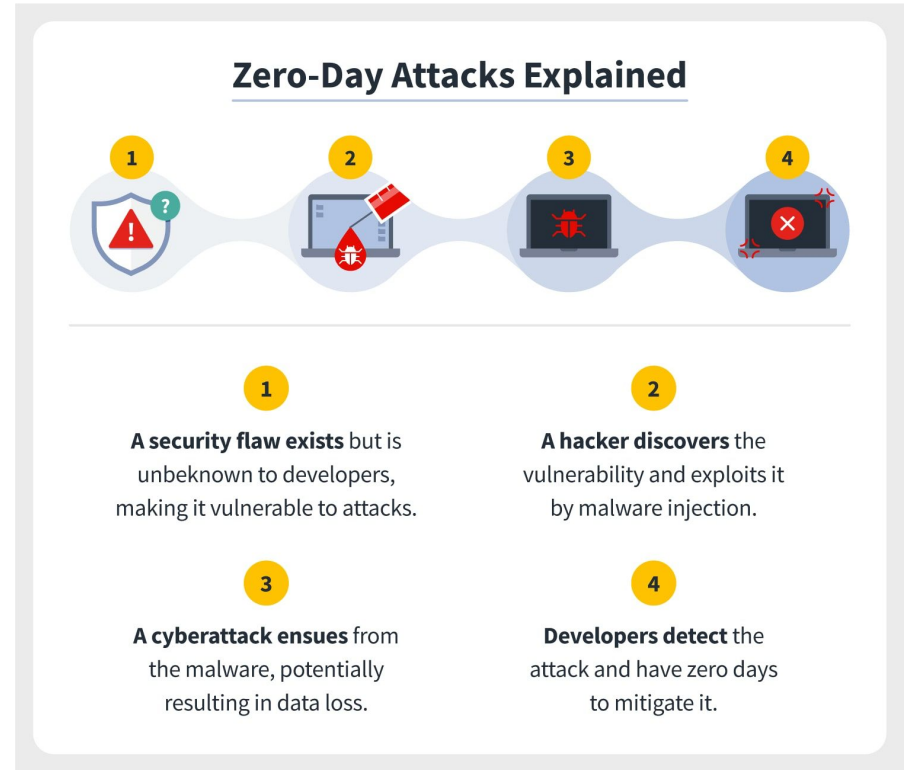 Zero-Day Attacks Explained
1
2
3
4
?
!
1
A security flaw exists but is
unbeknown to developers,
making it vulnerable to attacks.
2
A hacker discovers the
vulnerability and exploits it
by malware injection.
3
A cyberattack ensues from
the malware, potentially
resulting in data loss.
4
Developers detect the
attack and have zero days
to mitigate it.